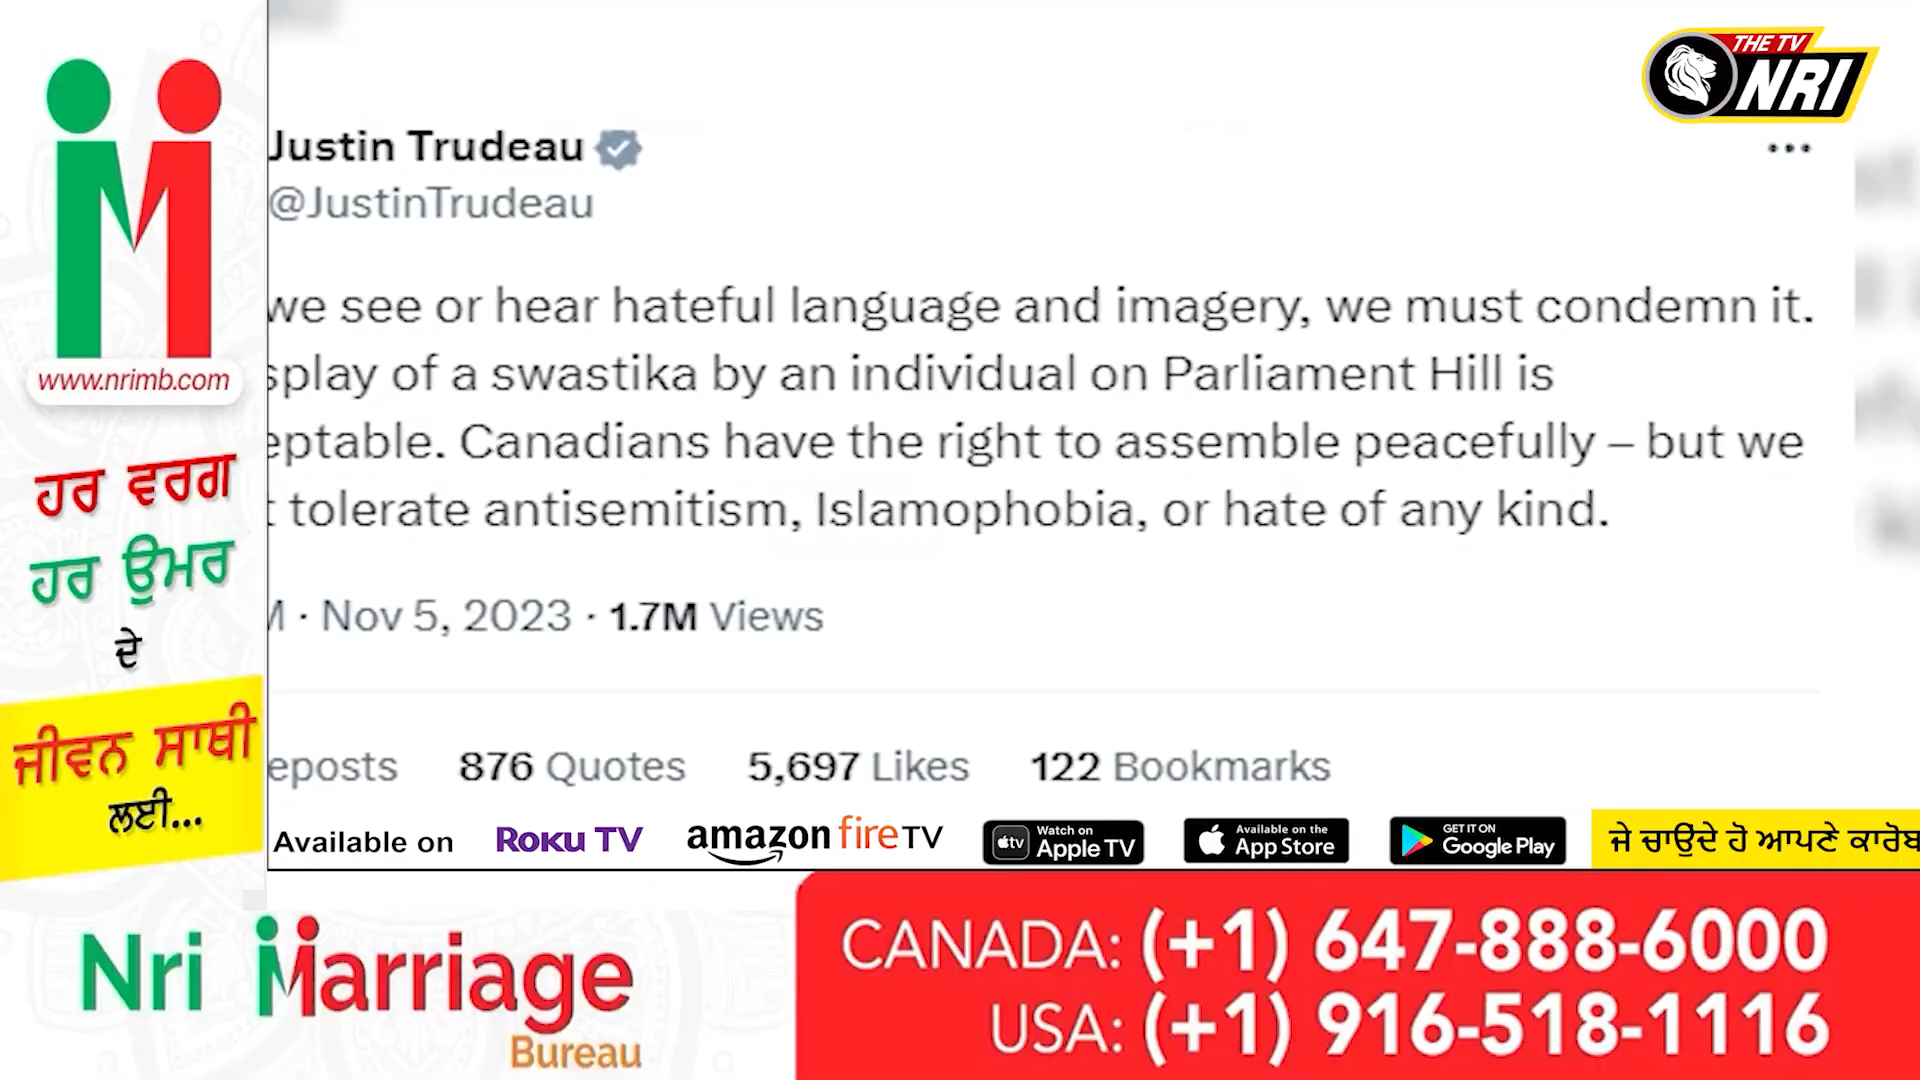 THE TV
NRI
www.nrimb.com
ਹਰ ਵਰਗ
ਹਰ ਉਮਰ
ਦੇ
ਜੀਵਨ ਸਾਥੀ
ਲਈ...
Justin Trudeau
@JustinTrudeau
we see or hear hateful language and imagery, we must condemn it.
splay of a swastika by an individual on Parliament Hill is
eptable. Canadians have the right to assemble peacefully – but we
t tolerate antisemitism, Islamophobia, or hate of any kind.
M · Nov 5, 2023 · 1.7M Views
eposts 876 Quotes 5,697 Likes 122 Bookmarks
Available on ROKU TV amazon fireTV tv Watch on Apple TV Available on the App Store GET IT ON Google Play ਜੇ ਚਾਉਂਦੇ ਹੋ ਆਪਣੇ ਕਾਰੋਬ
Nri Marriage
Bureau
CANADA: (+1) 647-888-6000
USA: (+1) 916-518-1116